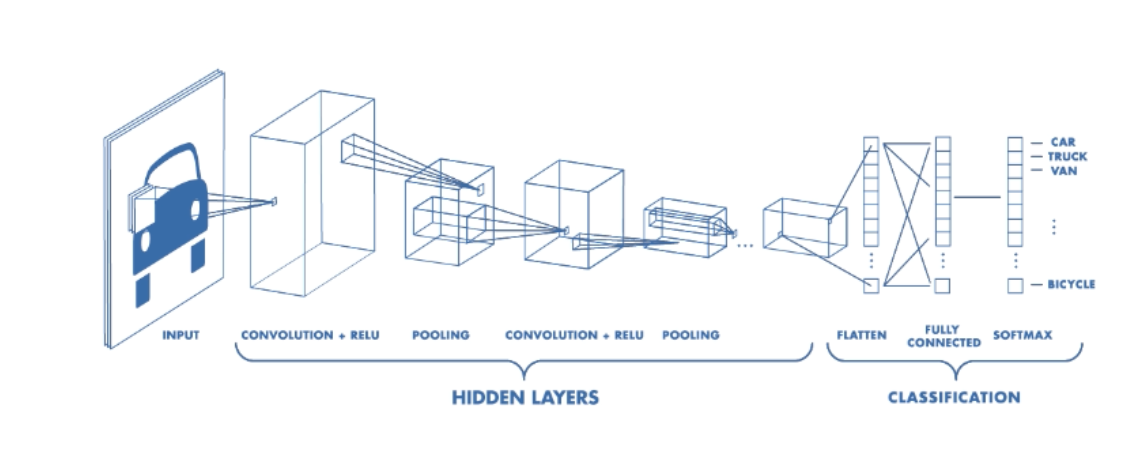 CAR
TRUCK
VAN
BICYCLE
INPUT
CONVOLUTION + RELU
POOLING
CONVOLUTION + RELU
POOLING
FLATTEN
FULLY
CONNECTED
SOFTMAX
HIDDEN LAYERS
CLASSIFICATION